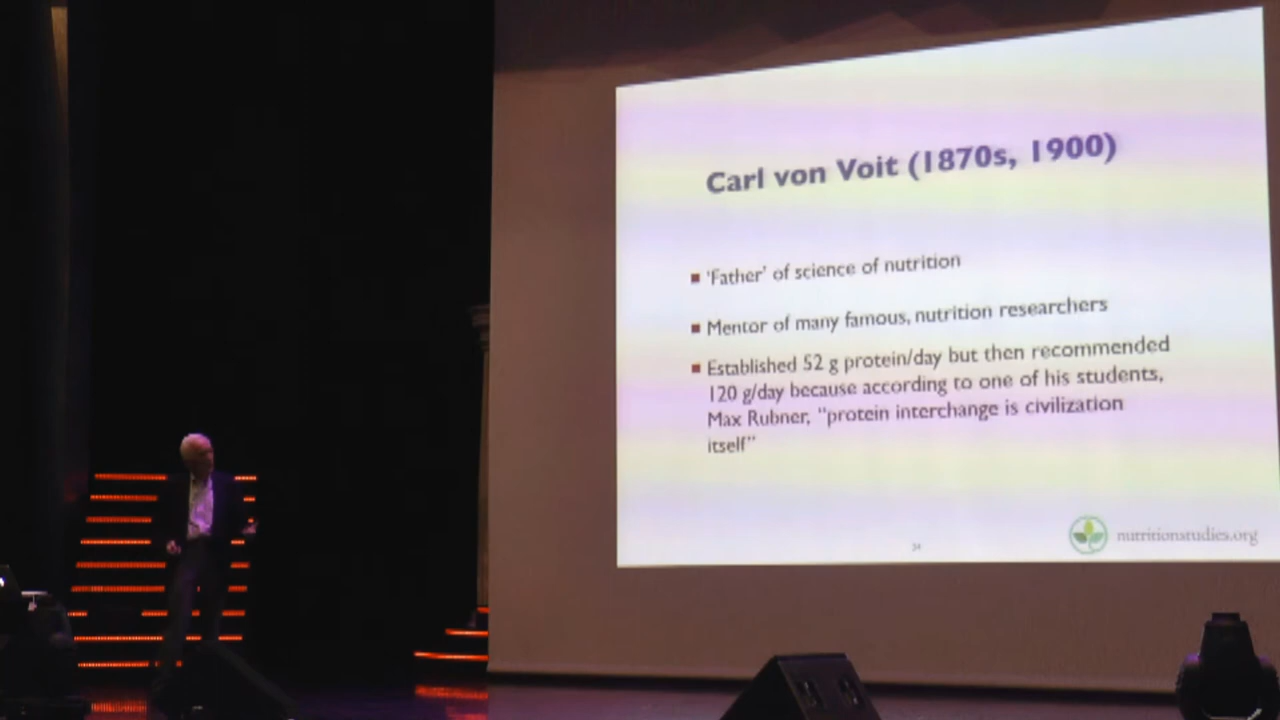 Carl von Voit (1870s, 1900)
'Father' of science of nutrition
Mentor of many famous, nutrition researchers
Established 52 g protein/day but then recommended
120 g/day because according to one of his students,
Max Rubner, "protein interchange is civilization
itself"
34
nutritionstudies.org